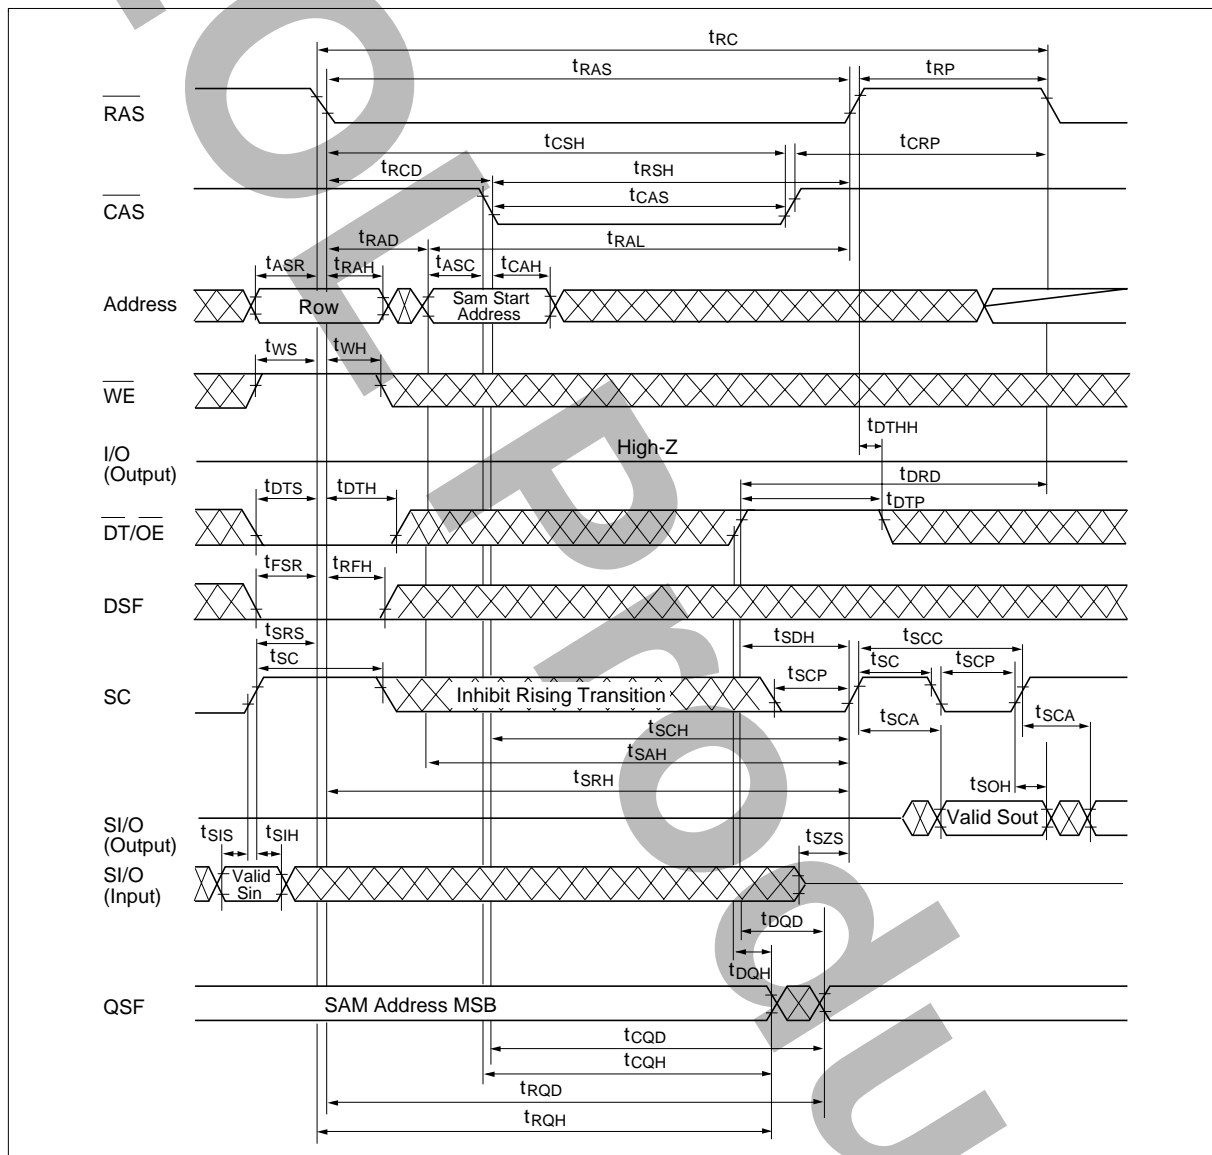 tRC
tRAS
tRP
RAS
tCSH
tCRP
tRCD
tRSH
CAS
tCAS
tRAD
tRAL
tASR
tRAH
tASC
tCAH
Address
Row
Sam Start
Address
tWS
tWH
WE
tDTHH
I/O
(Output)
High-Z
tDRD
tDTS
tDTH
tDTP
DT/OE
tFSR
tRFH
DSF
tSRS
tSDH
tSCC
tSC
tSC
tSCP
tSCP
SC
Inhibit Rising Transition
tSCA
tSCA
tSCH
tSAH
tSRH
tSOH
SI/O
(Output)
Valid Sout
tSIS
tSIH
tSZS
SI/O
(Input)
Valid
Sin
tDQD
tDQH
QSF
SAM Address MSB
tCQD
tCQH
tRQD
tRQH
EOL Produ